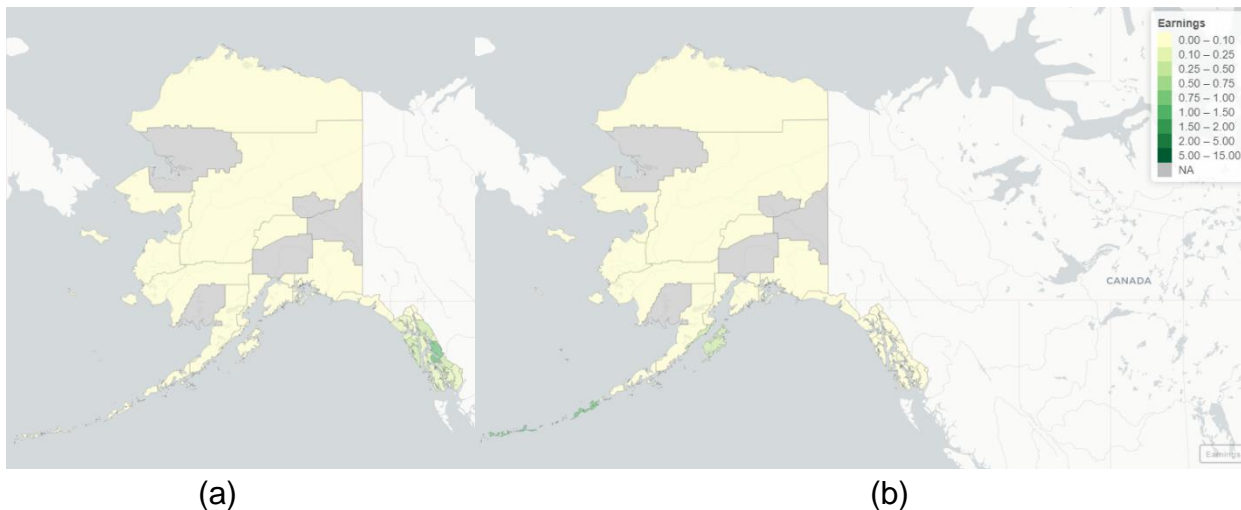 Earnings
0.00 – 0.10
0.10 – 0.25
0.25 – 0.50
0.50 – 0.75
0.75 – 1.00
1.00 – 1.50
1.50 – 2.00
2.00 – 5.00
5.00 – 15.00
NA
CANADA
Earnings
(a)
(b)